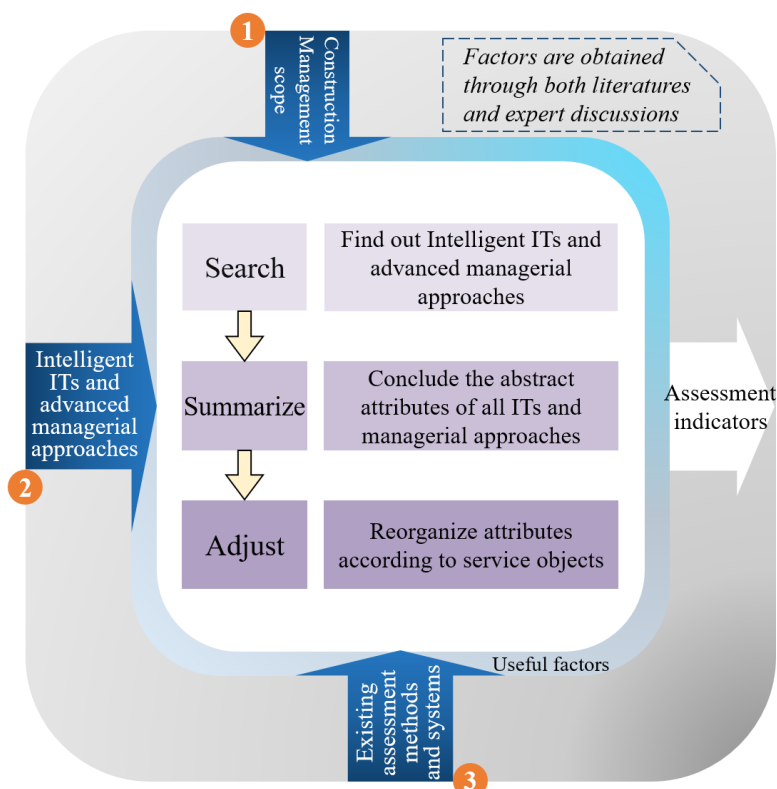 1
Construction
Management
scope
Factors are obtained
through both literatures
and expert discussions
Search
Find out Intelligent ITs and
advanced managerial
approaches
Intelligent
ITs and
advanced
managerial
approaches
2
Summarize
Conclude the abstract
attributes of all ITs and
managerial approaches
Assessment
indicators
Adjust
Reorganize attributes
according to service objects
Useful factors
Existing
assessment
methods
and systems
3